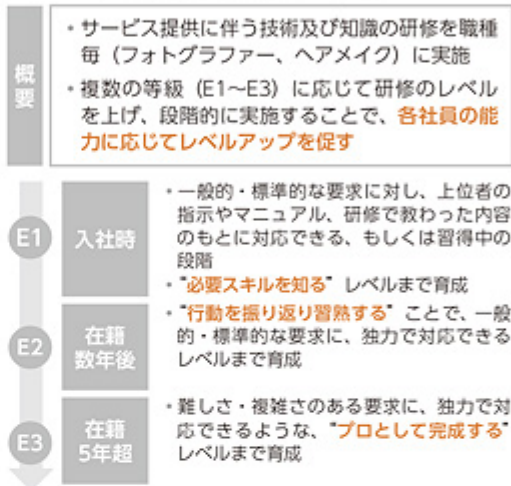 概要
・サービス提供に伴う技術及び知識の研修を職種
毎（フォトグラファー、ヘアメイク）に実施
・複数の等級（E1～E3）に応じて研修のレベル
を上げ、段階的に実施することで、各社員の能
力に応じてレベルアップを促す
E1
入社時
・一般的・標準的な要求に対し、上位者の
指示やマニュアル、研修で教わった内容
のもとに対応できる、もしくは習得中の
段階
・"必要スキルを知る" レベルまで育成
E2
在籍
数年後
・"行動を振り返り習熟する" ことで、一般
的・標準的な要求に、独力で対応できる
レベルまで育成
E3
在籍
5年超
・難しさ・複雑さのある要求に、独力で対
応できるような、"プロとして完成する"
レベルまで育成